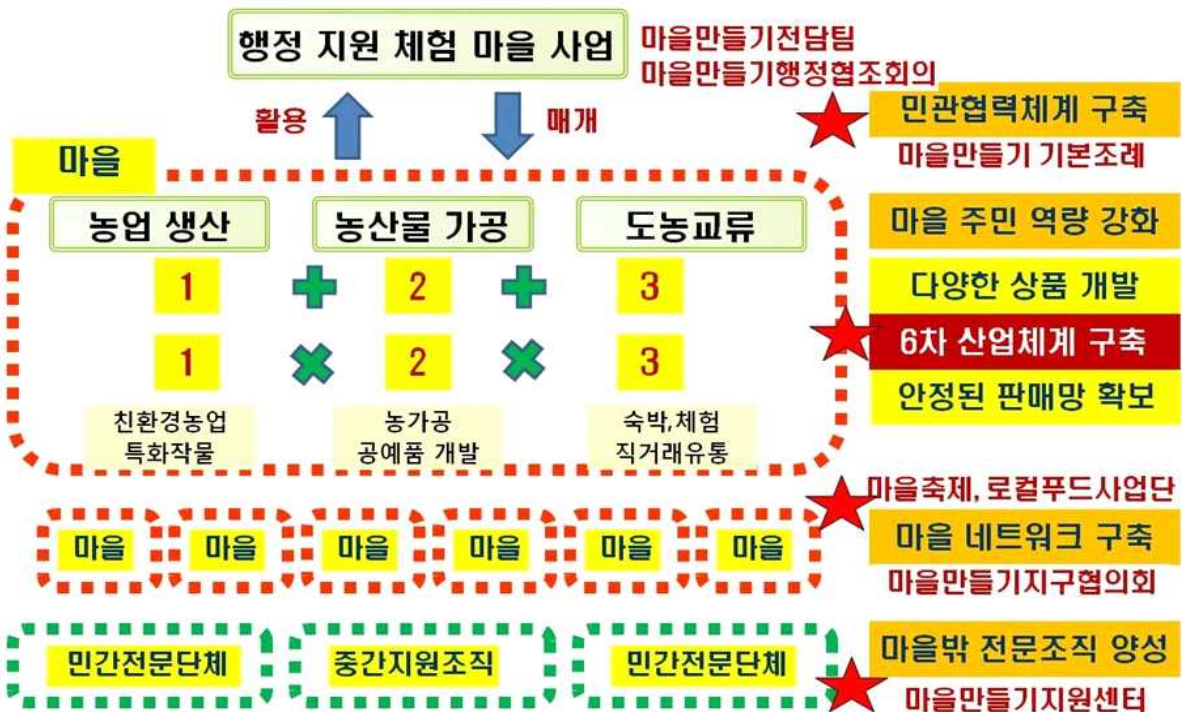 행정 지원 체험 마을 사업
마을만들기전담팀
마을만들기행정협조회의
활용
매개
민관협력체계 구축
마을만들기 기본조례
마을
농업 생산
농산물 가공
도농교류
마을 주민 역량 강화
1
2
3
다양한 상품 개발
1
2
3
6차 산업체계 구축
친환경농업
특화작물
농가공
공예품 개발
숙박,체험
직거래유통
안정된 판매망 확보
마을축제, 로컬푸드사업단
마을
마을
마을
마을
마을
마을
마을 네트워크 구축
마을만들기지구협의회
민간전문단체
중간지원조직
민간전문단체
마을밖 전문조직 양성
마을만들기지원센터